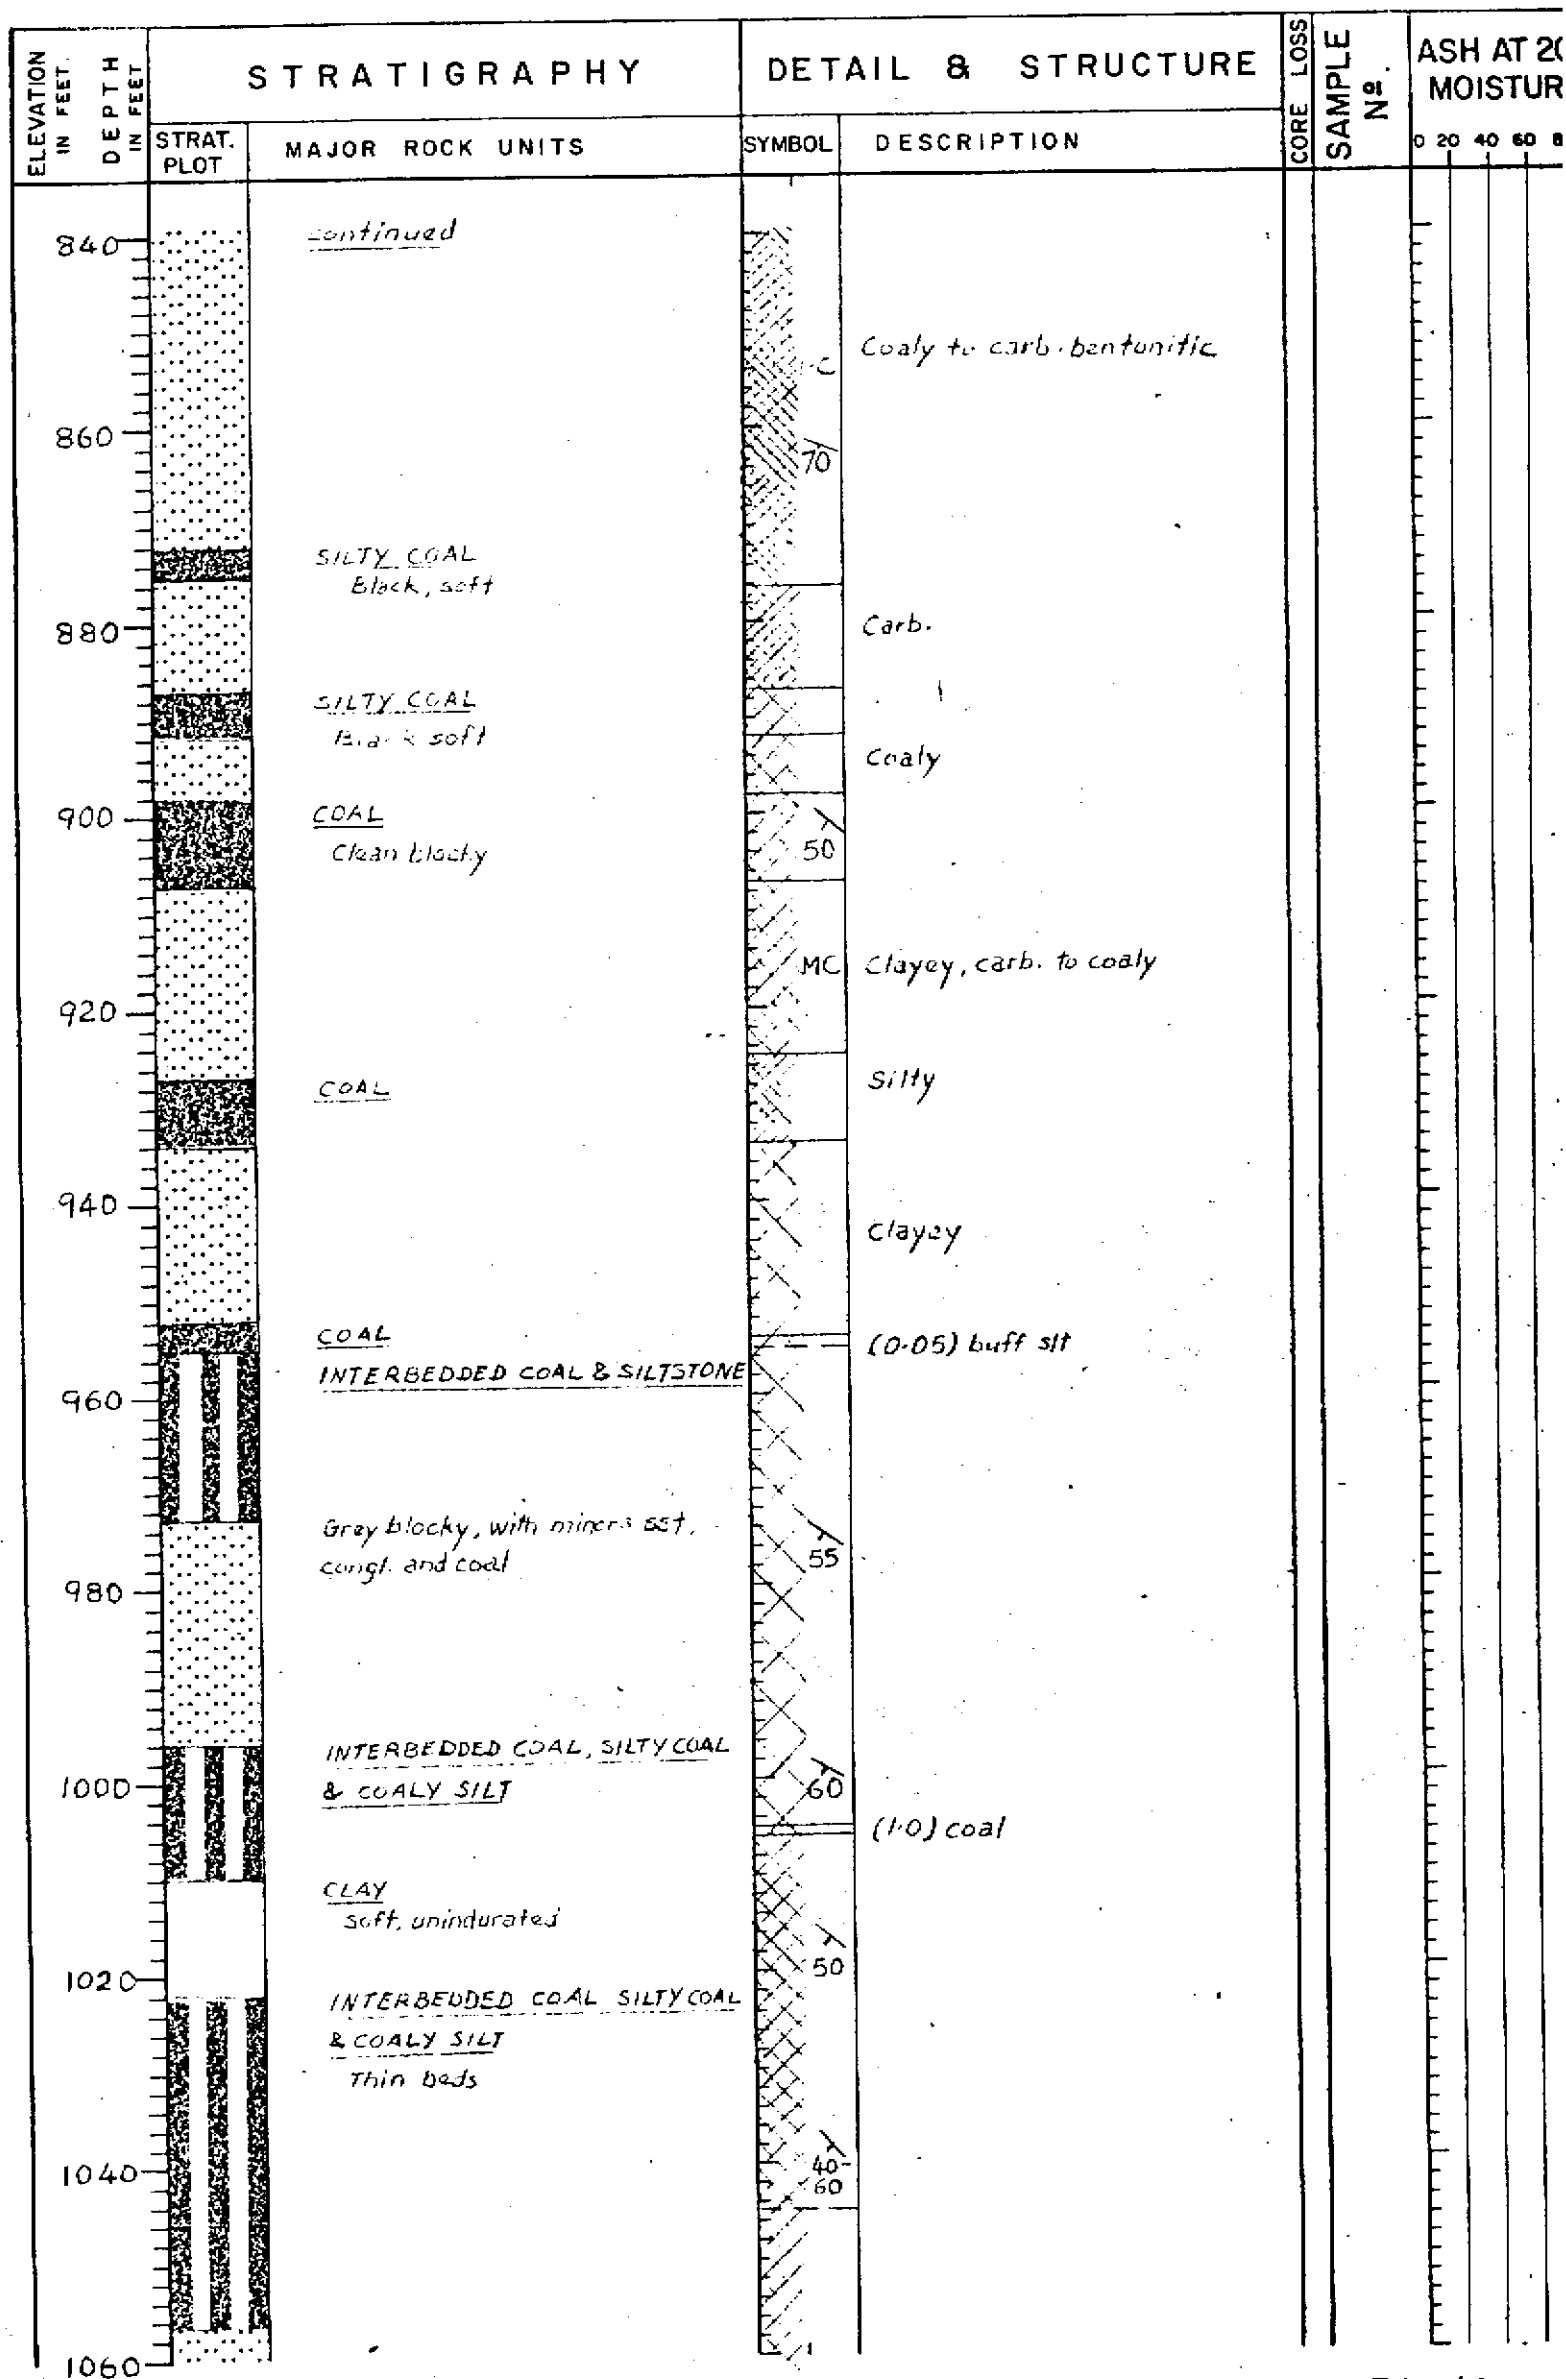 ELEVATION IN FEET.
DEPTH IN FEET
STRATIGRAPHY
DETAIL & STRUCTURE
CORE LOSS
SAMPLE Nº.
ASH AT
MOISTUR
STRAT. PLOT
MAJOR ROCK UNITS
SYMBOL
DESCRIPTION
0 20 40 60
840
continued
C
Coaly to carb. bentonitic
860
70
SILTY COAL
Black, soft
880
Carb.
SILTY COAL
Black soft
Coaly
900
COAL
Clean blocky
50
MC
Clayey, carb. to coaly
920
COAL
Silty
940
Clayey
COAL
(0.05) buff slt
INTERBEDDED COAL & SILTSTONE
960
Grey blocky, with minor sst,
congl. and coal
55
980
INTERBEDDED COAL, SILTY COAL
& COALY SILT
1000
60
(1.0) coal
CLAY
soft, unindurated
50
1020
INTERBEDDED COAL SILTY COAL
& COALY SILT
Thin beds
1040
40-
60
1060